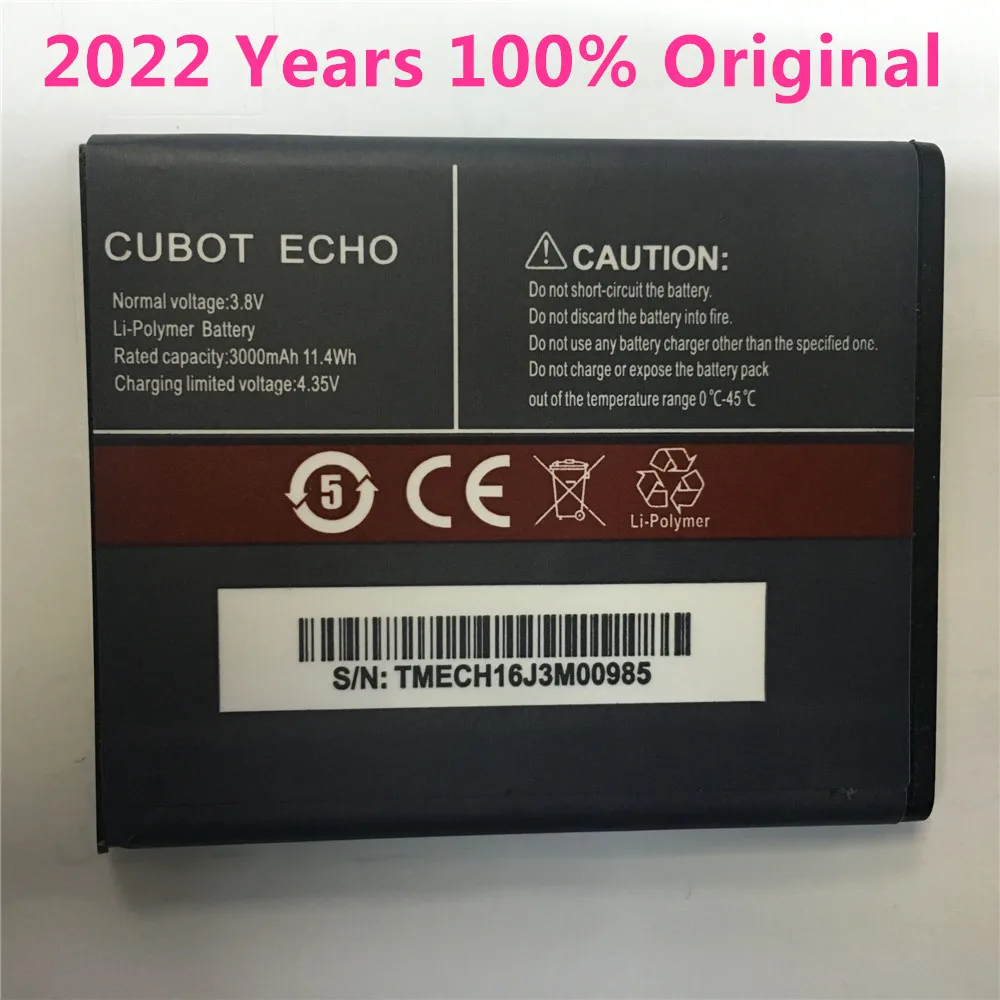 2022 Years 100% Original
CUBOT ECHO
Normal voltage:3.8V
Li-Polymer Battery
Rated capacity:3000mAh 11.4Wh
Charging limited voltage:4.35V
CAUTION:
Do not short-circuit the battery.
Do not discard the battery into fire.
Do not use any battery charger other than the specified one.
Do not charge or expose the battery pack
out of the temperature range 0℃-45℃
5
CE
Li-Polymer
S/N: TMECH16J3M00985